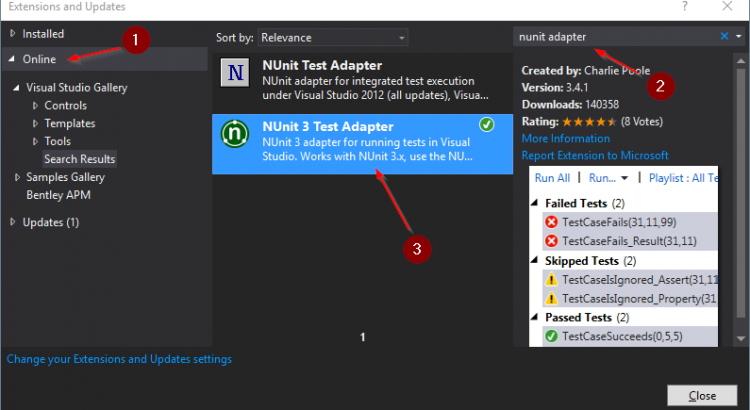 Extensions and Updates
? ×
Installed
Online
Visual Studio Gallery
Controls
Templates
Tools
Search Results
Samples Gallery
Bentley APM
Updates (1)
1
Sort by: Relevance
N
NUnit Test Adapter
NUnit adapter for integrated test execution
under Visual Studio 2012 (all updates), Visua...
n
NUnit 3 Test Adapter
NUnit 3 adapter for running tests in Visual
Studio. Works with NUnit 3.x, use the NU...
3
1
nunit adapter
2
Created by: Charlie Poole
Version: 3.4.1
Downloads: 140358
Rating: (8 Votes)
More Information
Report Extension to Microsoft
Run All | Run... | Playlist : All Te
Failed Tests (2)
TestCaseFails(31,11,99)
TestCaseFails_Result(31,11)
Skipped Tests (2)
TestCaseIsIgnored_Assert(31,11
TestCaseIsIgnored_Property(31,
Passed Tests (2)
TestCaseSucceeds(0,5,5)
Change your Extensions and Updates settings
Close